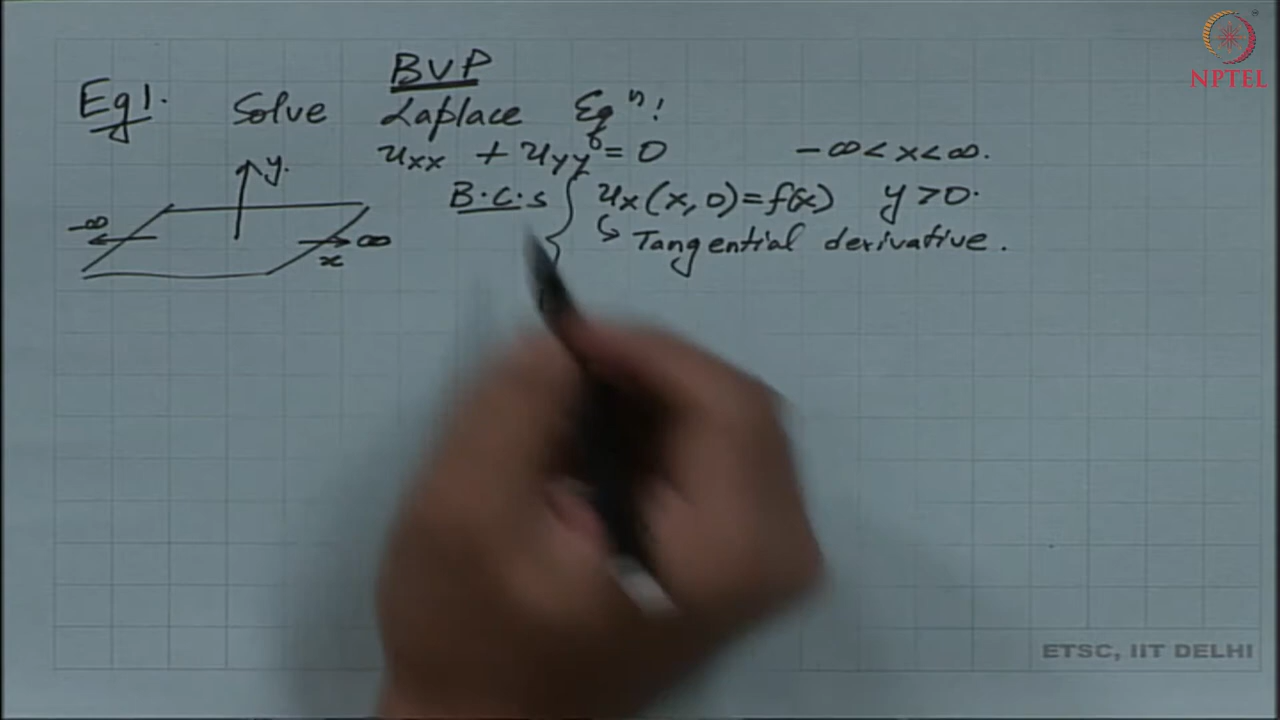 BVP
Eg1. Solve Laplace Eqⁿ:
uxx + uyy = 0 -∞ < x < ∞.
B.C.s { ux(x, 0) = f(x) y > 0.
↳ Tangential derivative.
y.
-∞
∞
x
NPTEL
ETSC, IIT DELHI